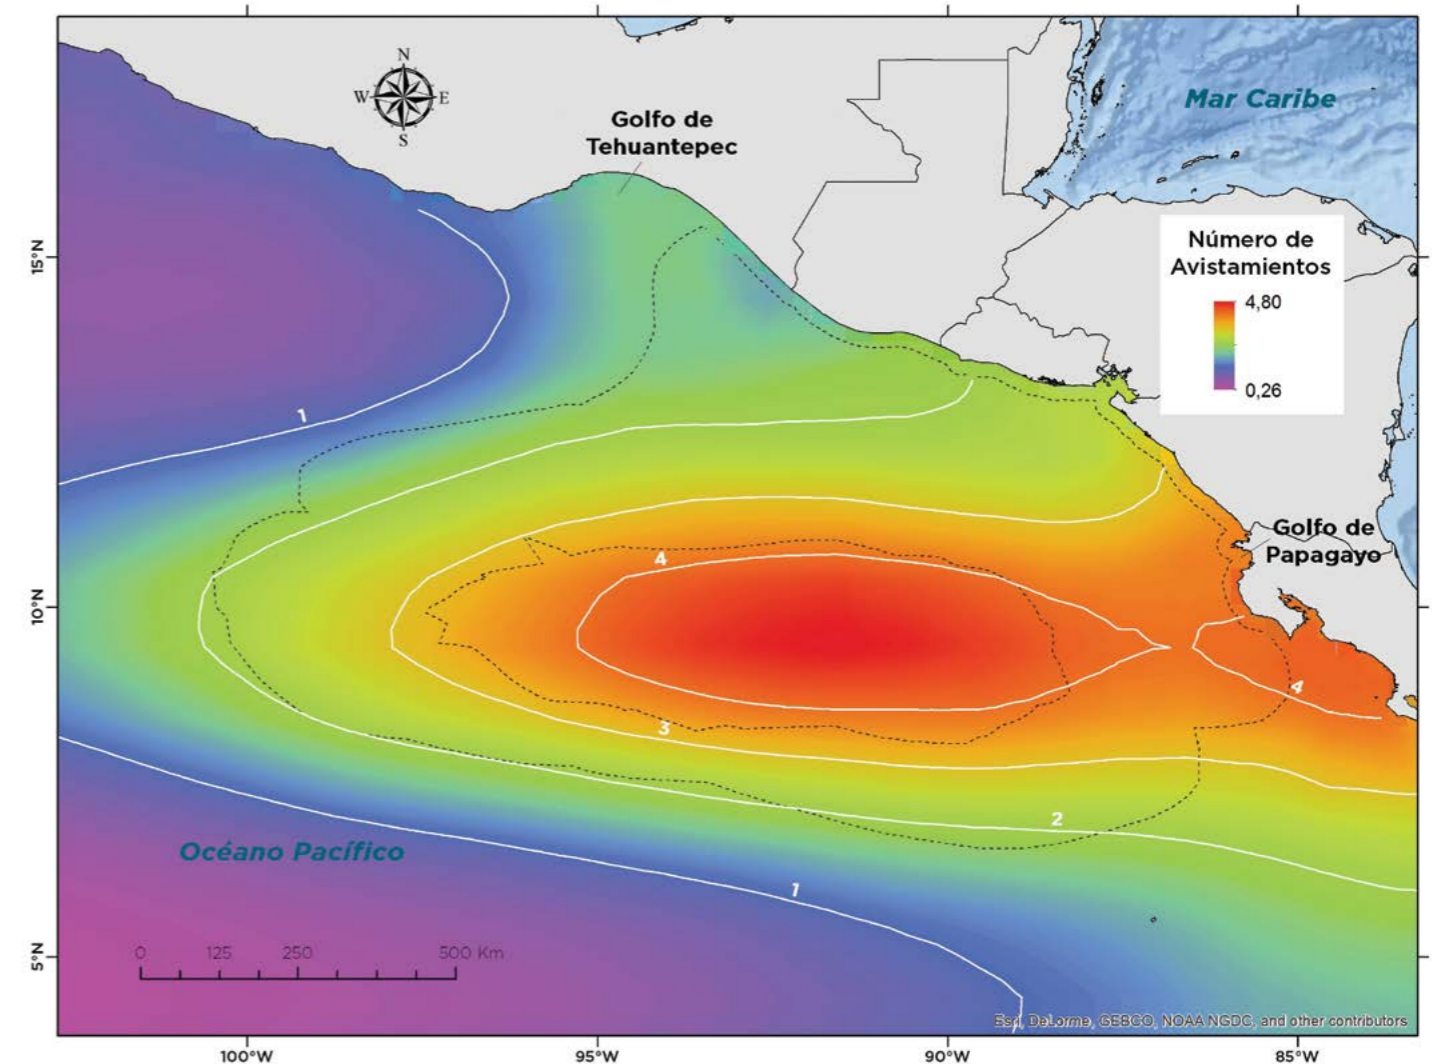 N
W E
S
Golfo de
Tehuantepec
Mar Caribe
Número de
Avistamientos
4,80
0,26
15°N
1
Golfo de
Papagayo
4
10°N
4
3
2
Océano Pacífico
1
0 125 250 500 Km
5°N
Esri, DeLorme, GEBCO, NOAA NGDC, and other contributors
100°W 95°W 90°W 85°W